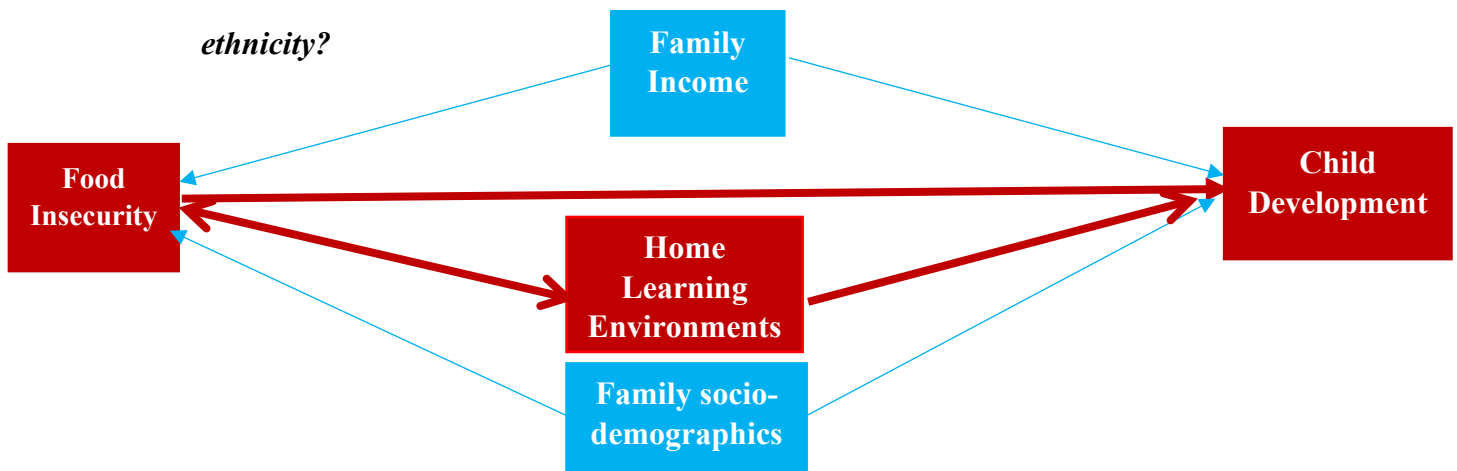 ethnicity?
Family
Income
Food
Insecurity
Child
Development
Home
Learning
Environments
Family socio-
demographics